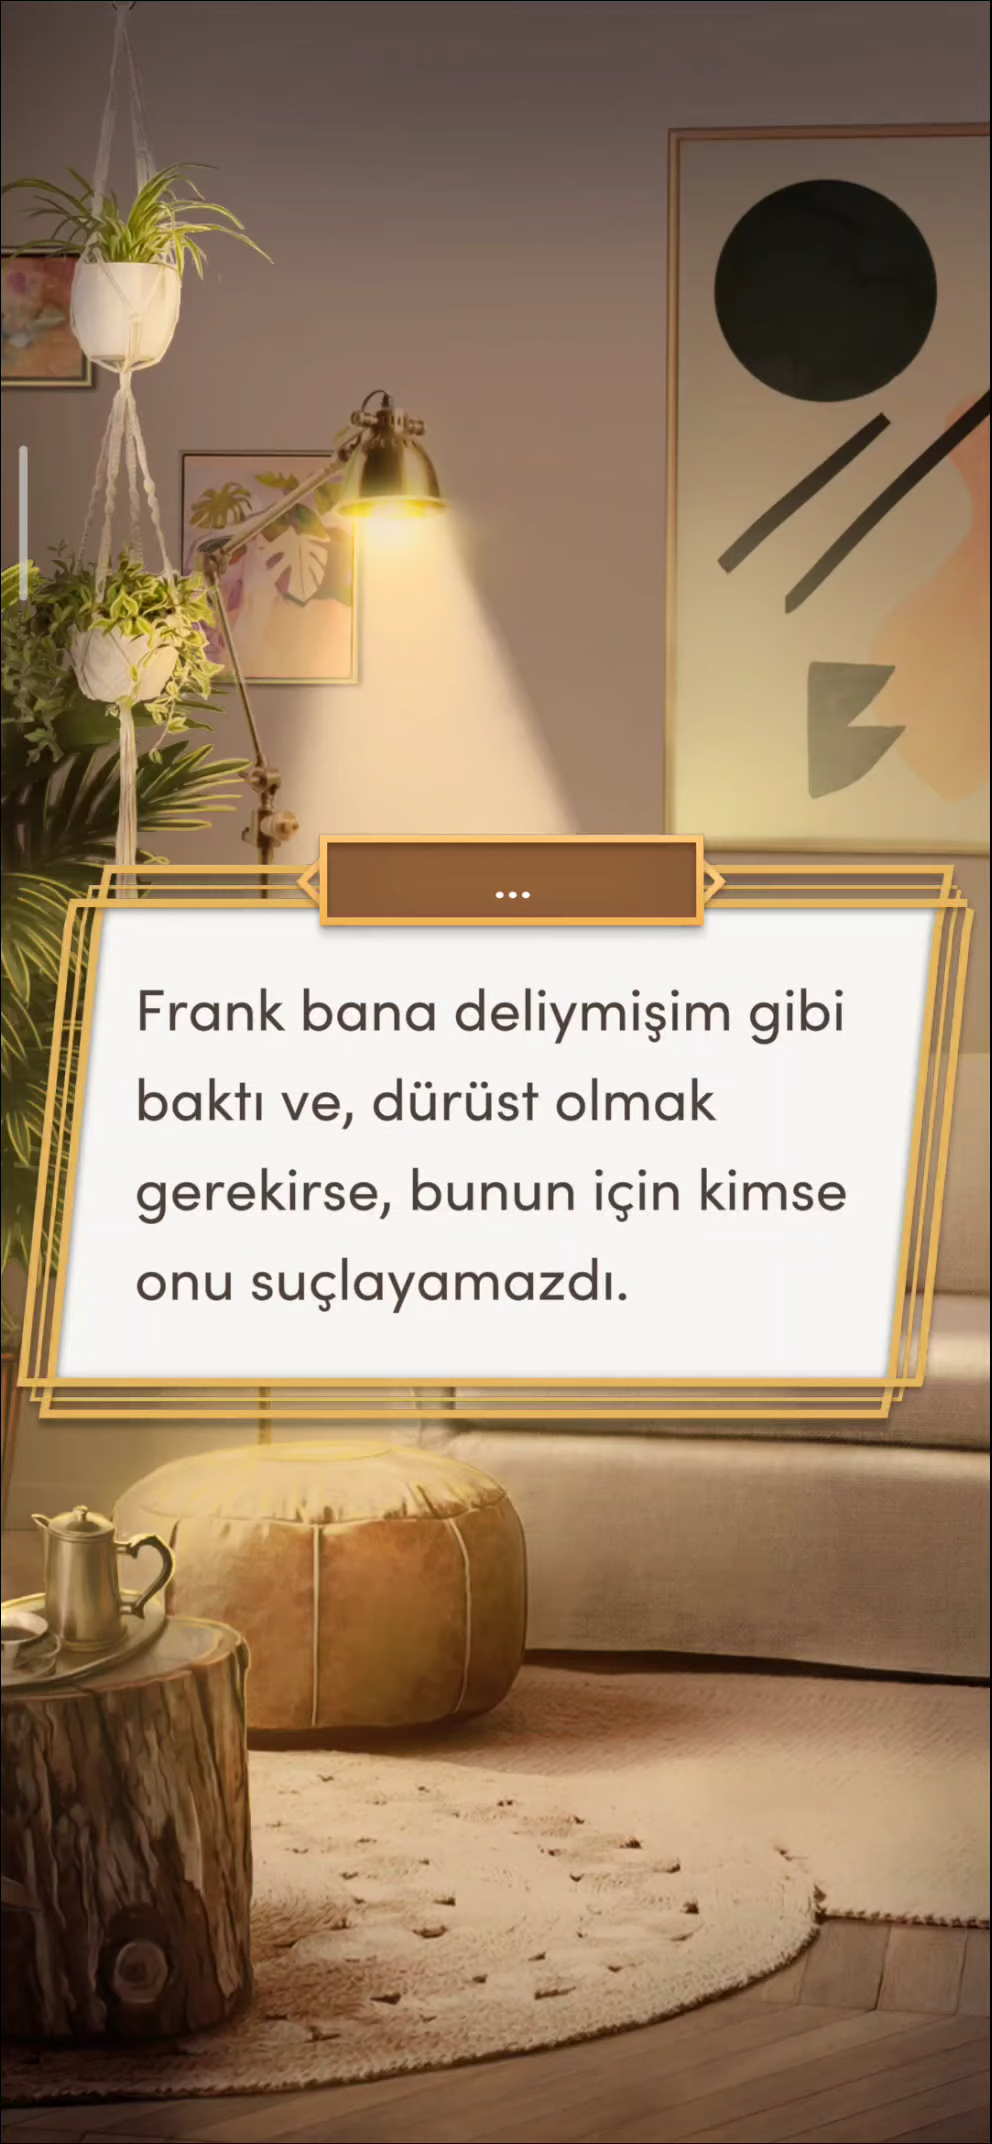 ...
Frank bana deliymişim gibi
baktı ve, dürüst olmak
gerekirse, bunun için kimse
onu suçlayamazdı.